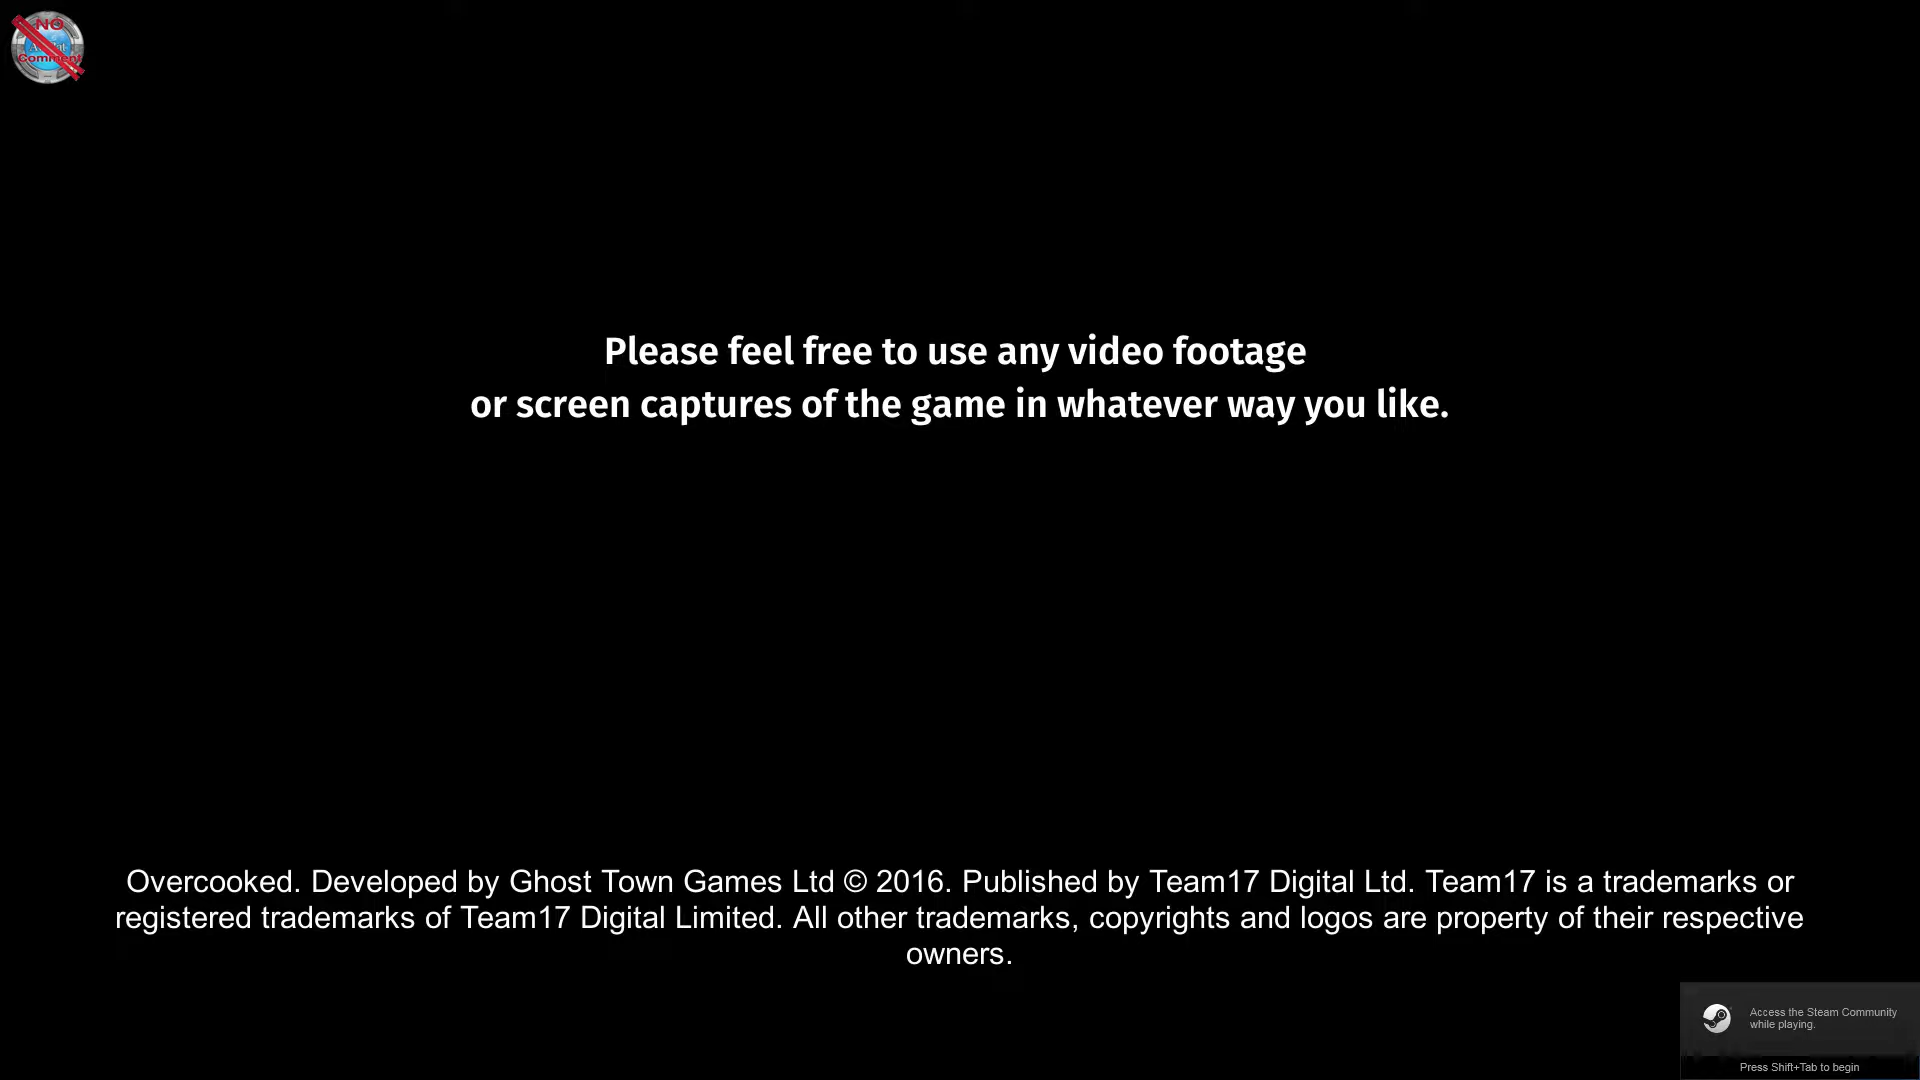 NO
Comment
Please feel free to use any video footage
or screen captures of the game in whatever way you like.
Overcooked. Developed by Ghost Town Games Ltd © 2016. Published by Team17 Digital Ltd. Team17 is a trademarks or
registered trademarks of Team17 Digital Limited. All other trademarks, copyrights and logos are property of their respective
owners.
Access the Steam Community
while playing.
Press Shift+Tab to begin